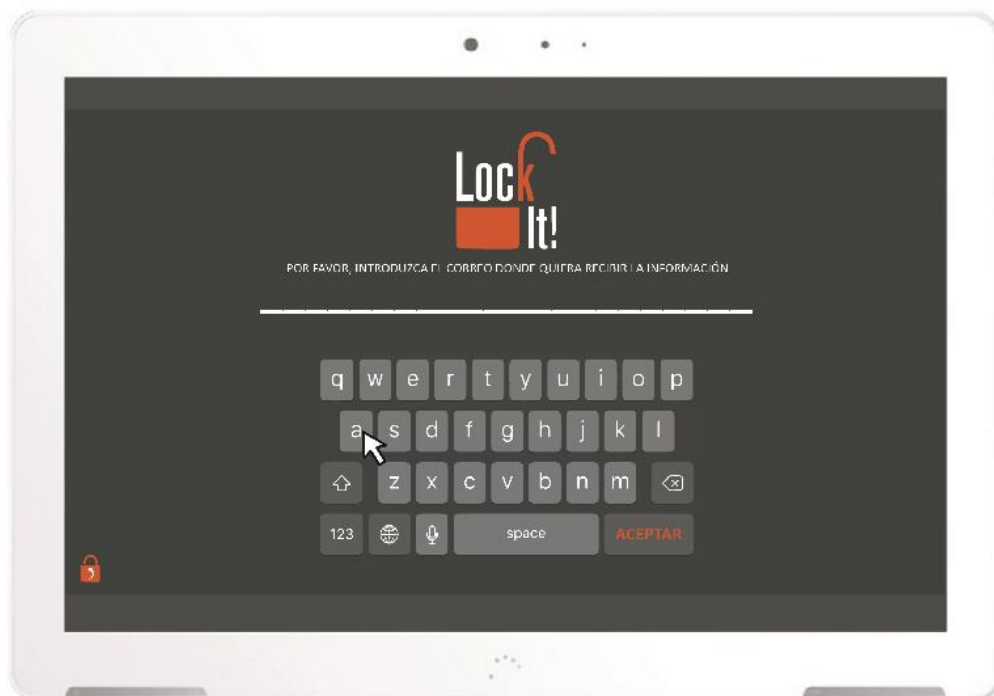 Lock
It!
POR FAVOR, INTRODUZCA EL CORREO DONDE QUIERA RECIBIR LA INFORMACIÓN
q w e r t y u i o p
a s d f g h j k l
z x c v b n m
123 space ACEPTAR